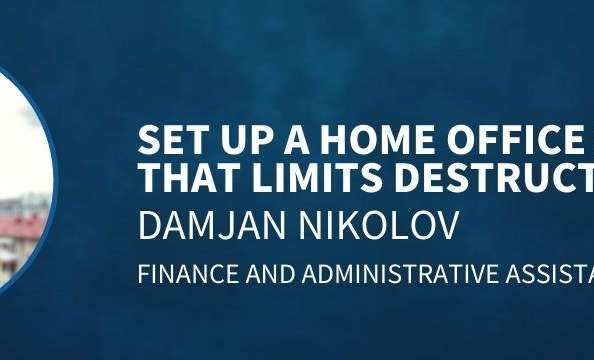 SET UP A HOME OFFICE
THAT LIMITS DESTRUCT
DAMJAN NIKOLOV
FINANCE AND ADMINISTRATIVE ASSISTA